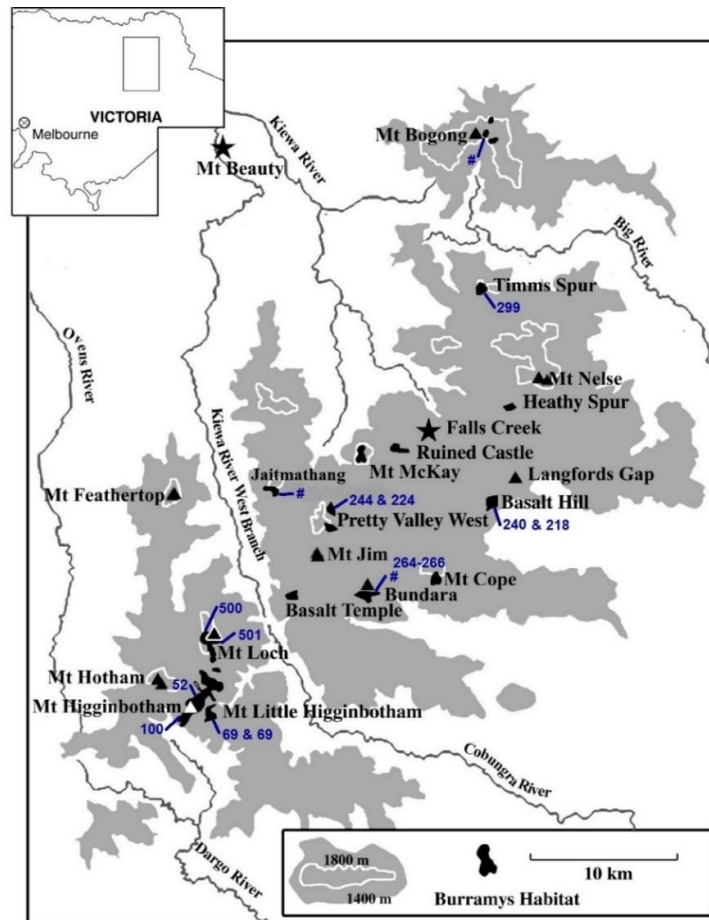 VICTORIA
Melbourne
Kiewa River
Mt Beauty
Mt Bogong
#
Big River
Timms Spur
299
Ovens River
Mt Nelse
Heathy Spur
Falls Creek
Ruined Castle
Mt McKay
Kiewa River West Branch
Jaitmathang
#
Langfords Gap
Mt Feathertop
244 & 224
Pretty Valley West
Basalt Hill
240 & 218
Mt Jim
264-266
#
Mt Cope
Basalt Temple
Bundara
500
501
Mt Loch
Mt Hotham
52
Mt Higginbotham
Mt Little Higginbotham
100
69 & 69
Cobungra River
Dargo River
1800 m
1400 m
10 km
Burramys Habitat